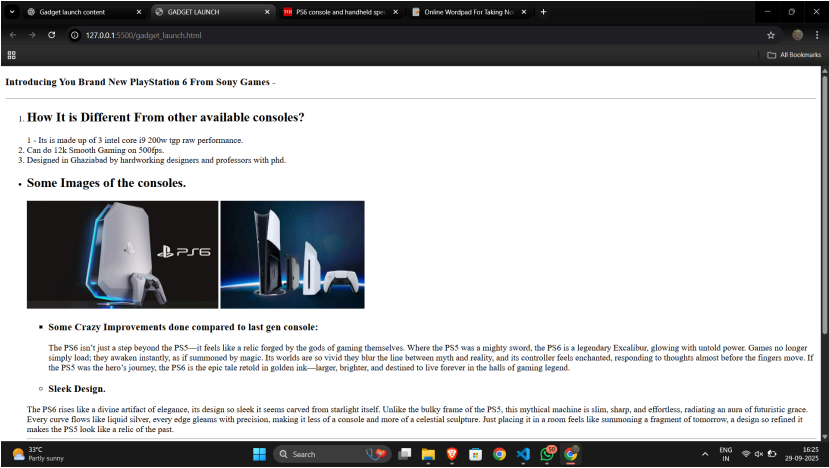 Gadget launch content
GADGET LAUNCH
PS6 console and handheld spec
Online Wordpad For Taking No
127.0.0.1:5500/gadget_launch.html
All Bookmarks
Introducing You Brand New PlayStation 6 From Sony Games -
1. How It is Different From other available consoles?
1 - Its is made up of 3 intel core i9 200w tgp raw performance.
2. Can do 12k Smooth Gaming on 500fps.
3. Designed in Ghaziabad by hardworking designers and professors with phd.
• Some Images of the consoles.
PS6
▪ Some Crazy Improvements done compared to last gen console:
The PS6 isn’t just a step beyond the PS5—it feels like a relic forged by the gods of gaming themselves. Where the PS5 was a mighty sword, the PS6 is a legendary Excalibur, glowing with untold power. Games no longer
simply load; they awaken instantly, as if summoned by magic. Its worlds are so vivid they blur the line between myth and reality, and its controller feels enchanted, responding to thoughts almost before the fingers move. If
the PS5 was the hero’s journey, the PS6 is the epic tale retold in golden ink—larger, brighter, and destined to live forever in the halls of gaming legend.
◦ Sleek Design.
The PS6 rises like a divine artifact of elegance, its design so sleek it seems carved from starlight itself. Unlike the bulky frame of the PS5, this mythical machine is slim, sharp, and effortless, radiating an aura of futuristic grace.
Every curve flows like liquid silver, every edge gleams with precision, making it less of a console and more of a celestial sculpture. Just placing it in a room feels like summoning a fragment of tomorrow, a design so refined it
makes the PS5 look like a relic of the past.
33°C
Partly sunny
Search
ENG
IN
16:25
29-09-2025